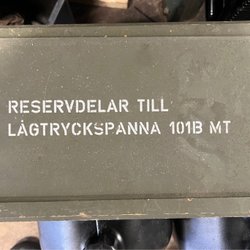 RESERVDELAR TILL
LÅGTRYCKSPANNA 101B MT